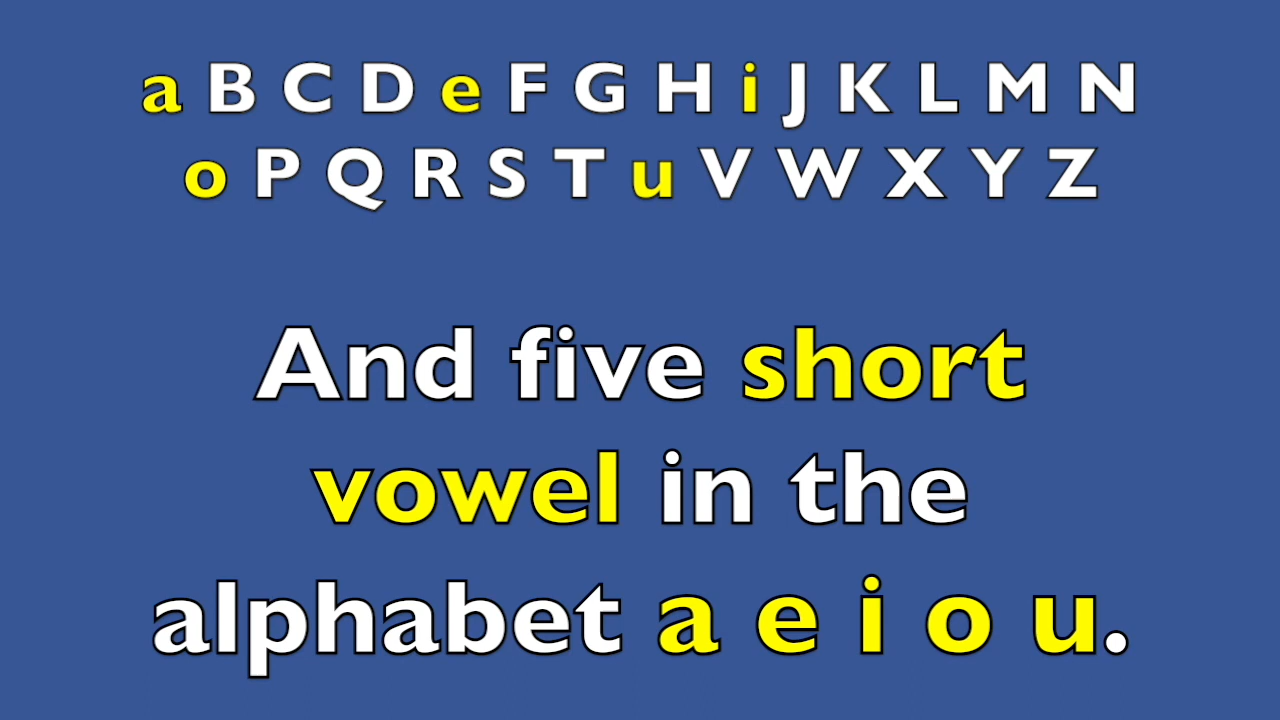 a B C D e F G H i J K L M N
o P Q R S T u V W X Y Z
And five short
vowel in the
alphabet a e i o u.